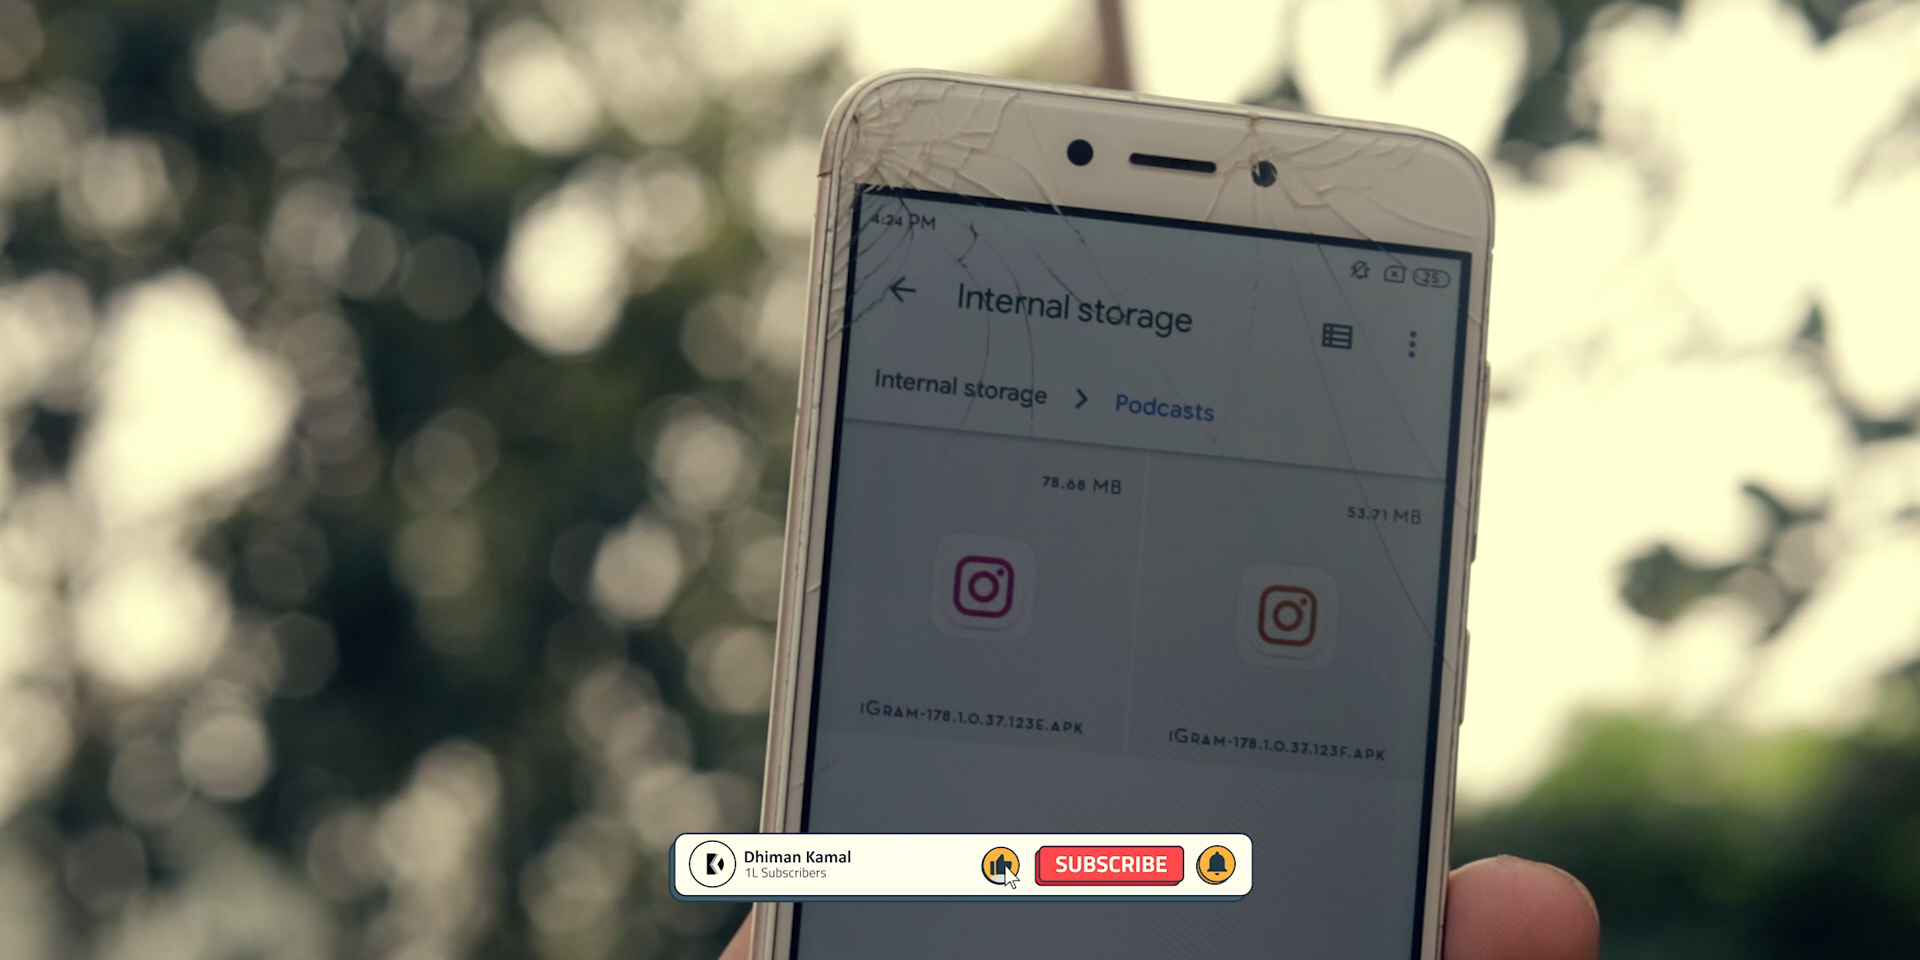 4:24 PM
25
Internal storage
Internal storage > Podcasts
78.68 MB
53.71 MB
iGram-178.1.0.37.123E.apk
iGram-178.1.0.37.123F.apk
Dhiman Kamal
1L Subscribers
SUBSCRIBE